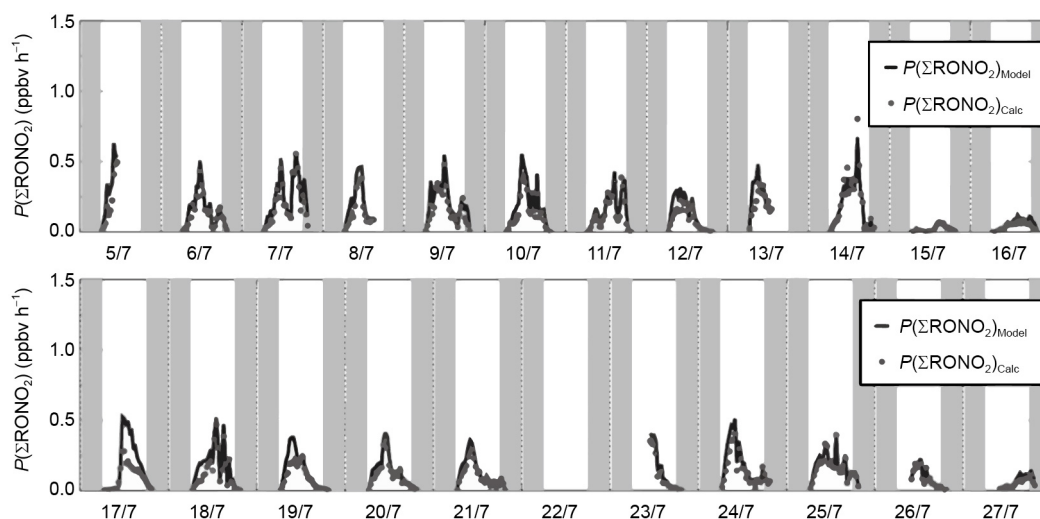 P(ΣRONO₂) (ppbv h⁻¹)
1.5
1.0
0.5
0.0
P(ΣRONO₂)Model
P(ΣRONO₂)Calc
5/7 6/7 7/7 8/7 9/7 10/7 11/7 12/7 13/7 14/7 15/7 16/7
P(ΣRONO₂) (ppbv h⁻¹)
1.5
1.0
0.5
0.0
P(ΣRONO₂)Model
P(ΣRONO₂)Calc
17/7 18/7 19/7 20/7 21/7 22/7 23/7 24/7 25/7 26/7 27/7